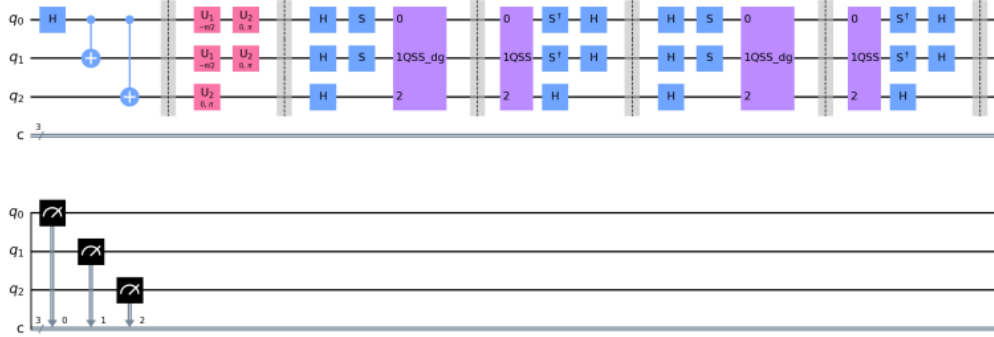 q₀ H U₁ −π/2 U₂ 0, π H S 0 0 S† H H S 0 0 S† H
q₁ U₁ −π/2 U₂ 0, π H S 1QSS_dg 1QSS S† H H S 1QSS_dg 1QSS S† H
q₂ U₂ 0, π H 2 2 H H 2 2 H
c 3
q₀
q₁
q₂
c 3 0 1 2